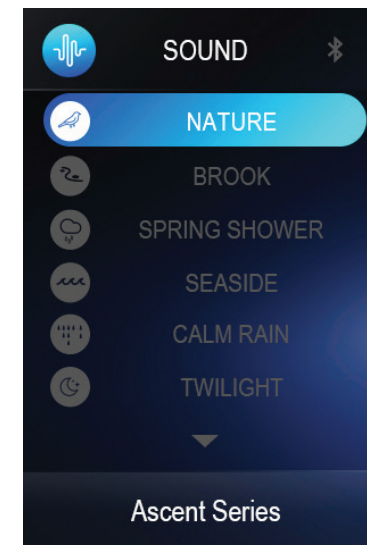 SOUND
NATURE
BROOK
SPRING SHOWER
SEASIDE
CALM RAIN
TWILIGHT
Ascent Series